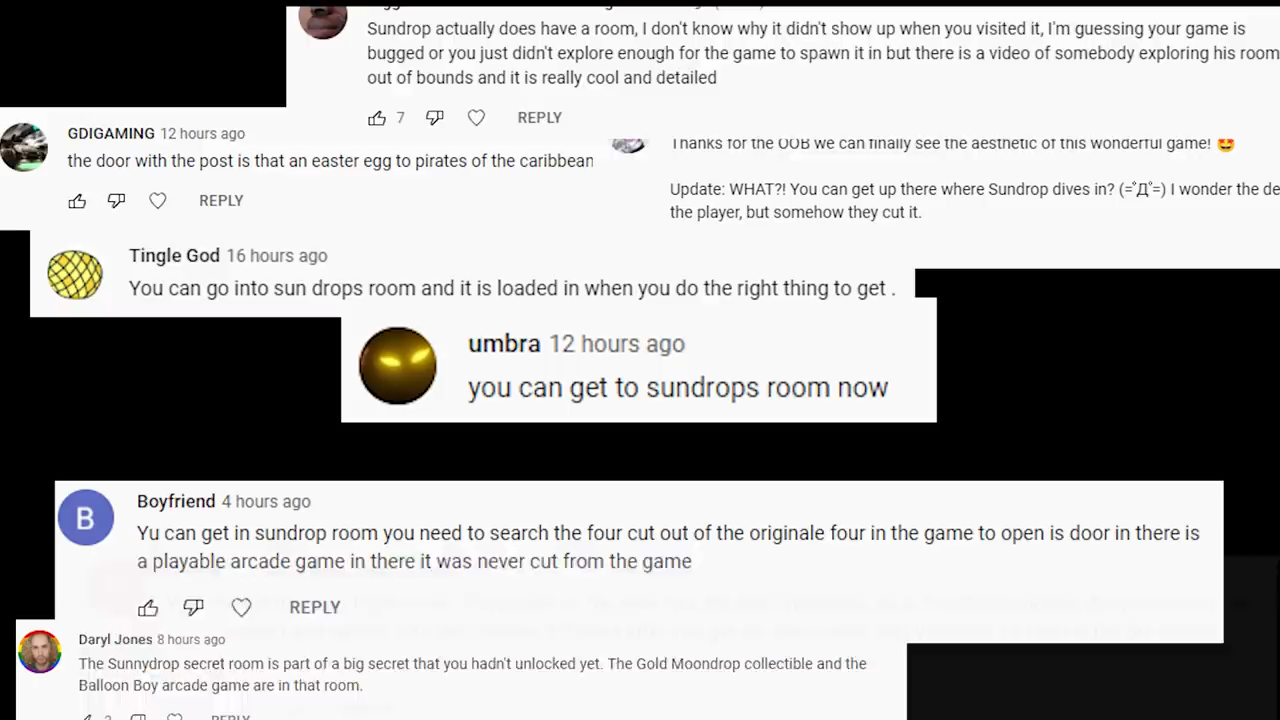 Sundrop actually does have a room, I don't know why it didn't show up when you visited it, I'm guessing your game is
bugged or you just didn't explore enough for the game to spawn it in but there is a video of somebody exploring his room
out of bounds and it is really cool and detailed
7 REPLY
GDIGAMING 12 hours ago
the door with the post is that an easter egg to pirates of the caribbean
REPLY
Thanks for the OOB we can finally see the aesthetic of this wonderful game! 🤩
Update: WHAT?! You can get up there where Sundrop dives in? (=ﾟДﾟ=) I wonder the de
the player, but somehow they cut it.
Tingle God 16 hours ago
You can go into sun drops room and it is loaded in when you do the right thing to get .
umbra 12 hours ago
you can get to sundrops room now
B
Boyfriend 4 hours ago
Yu can get in sundrop room you need to search the four cut out of the originale four in the game to open is door in there is
a playable arcade game in there it was never cut from the game
REPLY
Daryl Jones 8 hours ago
The Sunnydrop secret room is part of a big secret that you hadn't unlocked yet. The Gold Moondrop collectible and the
Balloon Boy arcade game are in that room.
REPLY